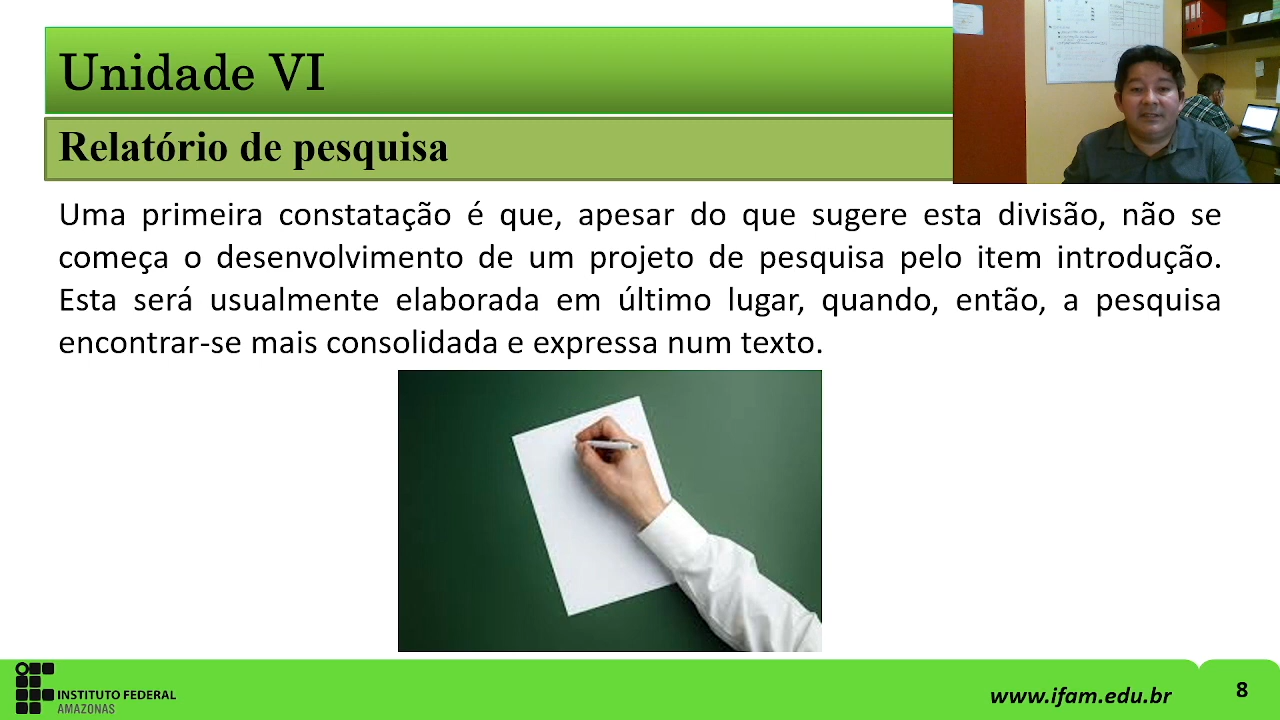 Unidade VI
Relatório de pesquisa
Uma primeira constatação é que, apesar do que sugere esta divisão, não se
começa o desenvolvimento de um projeto de pesquisa pelo item introdução.
Esta será usualmente elaborada em último lugar, quando, então, a pesquisa
encontrar-se mais consolidada e expressa num texto.
INSTITUTO FEDERAL
AMAZONAS
www.ifam.edu.br
8